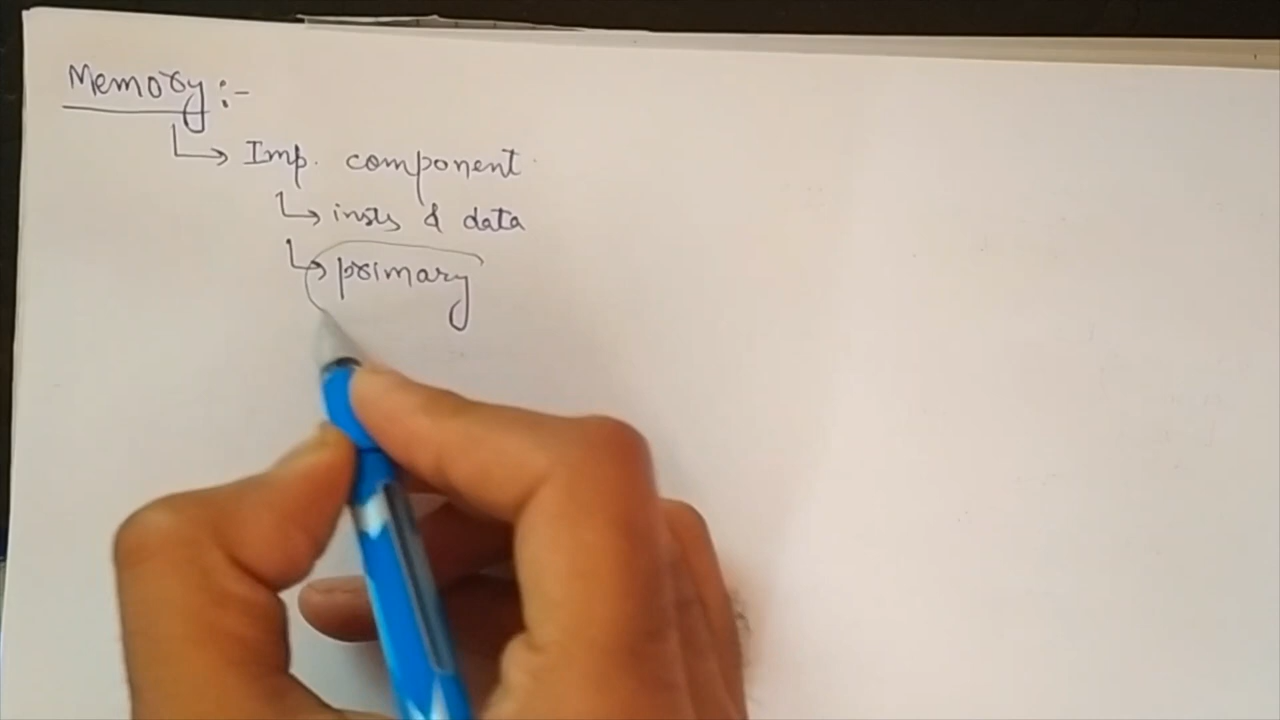 Memory :-
Imp. component
insts & data
primary